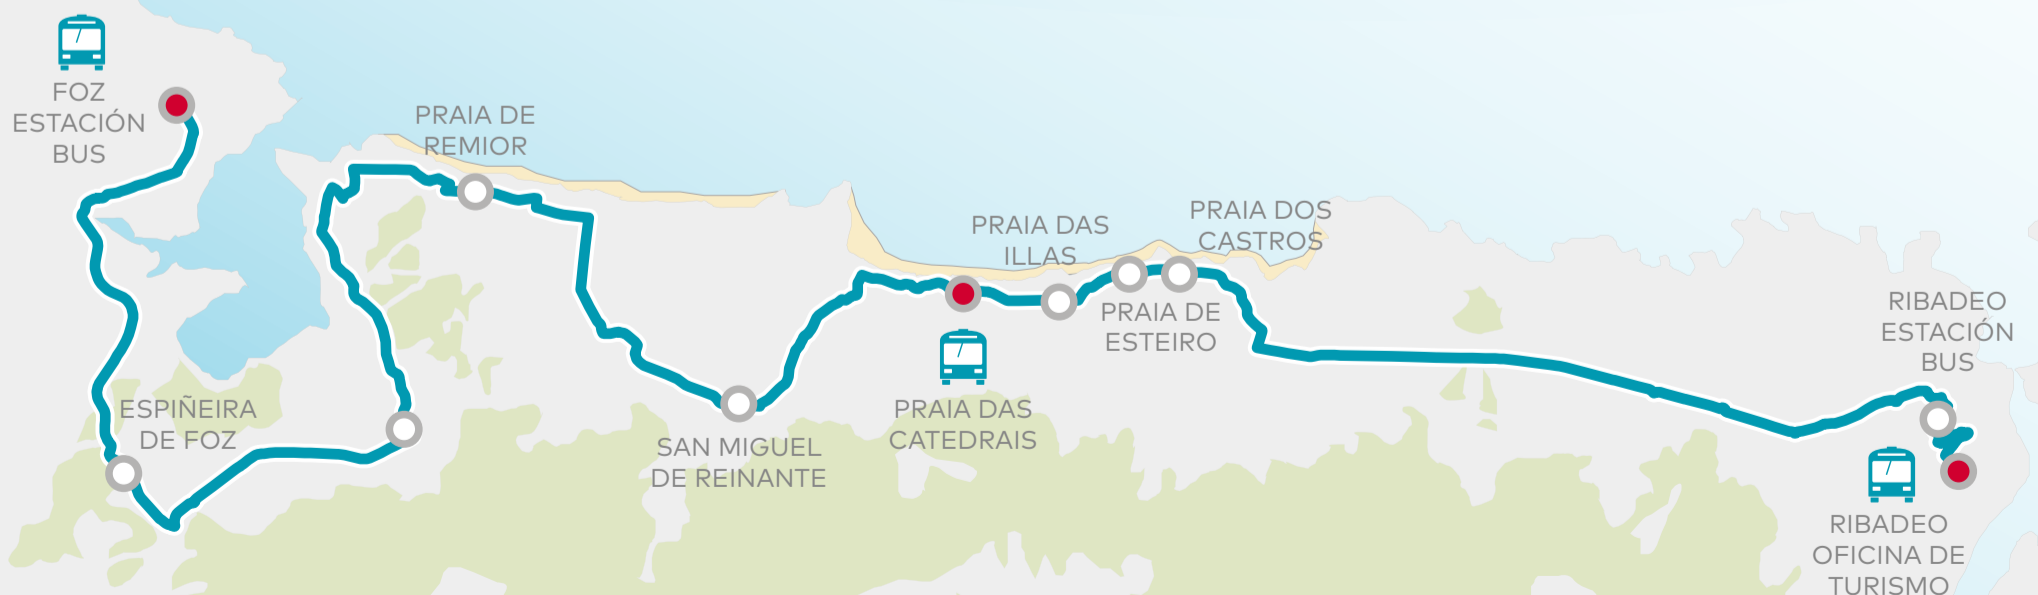 FOZ
ESTACIÓN
BUS
ESPIÑEIRA
DE FOZ
PRAIA DE
REMIOR
SAN MIGUEL
DE REINANTE
PRAIA DAS
CATEDRAIS
PRAIA DAS
ILLAS
PRAIA DE
ESTEIRO
PRAIA DOS
CASTROS
RIBADEO
ESTACIÓN
BUS
RIBADEO
OFICINA DE
TURISMO